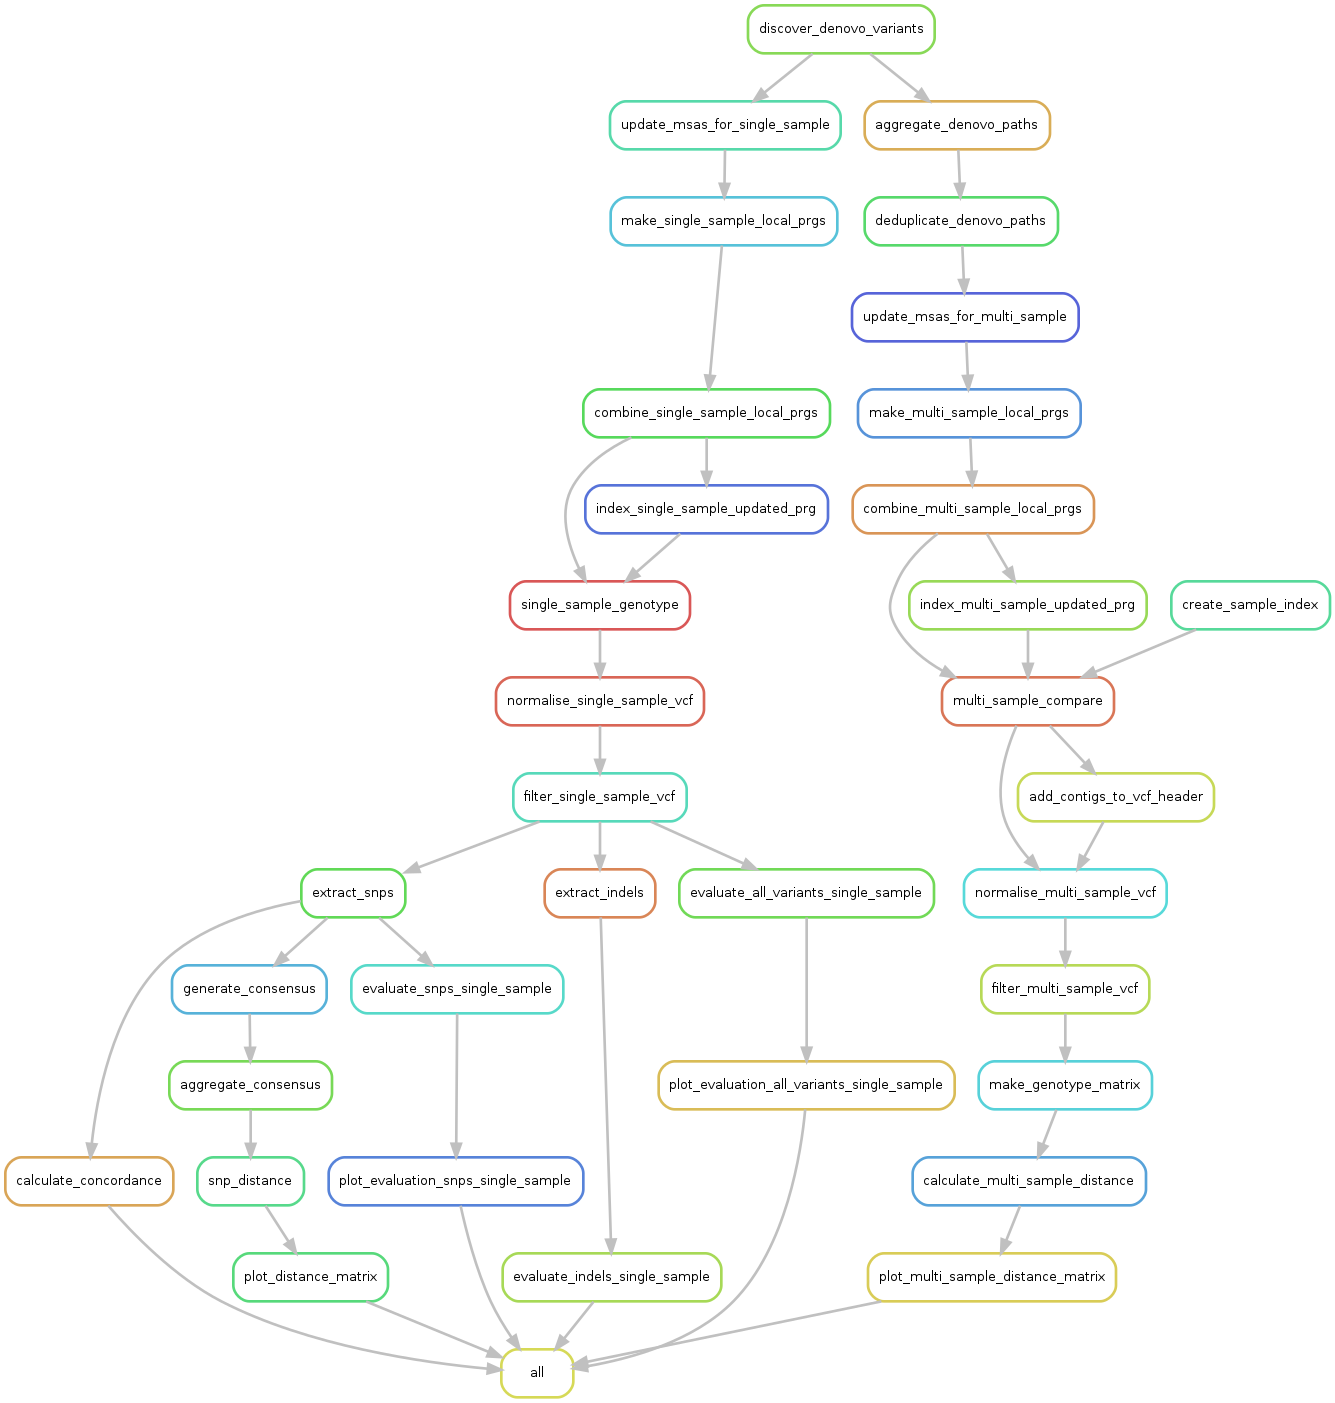 discover_denovo_variants
update_msas_for_single_sample
aggregate_denovo_paths
make_single_sample_local_prgs
deduplicate_denovo_paths
update_msas_for_multi_sample
combine_single_sample_local_prgs
make_multi_sample_local_prgs
index_single_sample_updated_prg
combine_multi_sample_local_prgs
single_sample_genotype
index_multi_sample_updated_prg
create_sample_index
normalise_single_sample_vcf
multi_sample_compare
filter_single_sample_vcf
add_contigs_to_vcf_header
extract_snps
extract_indels
evaluate_all_variants_single_sample
normalise_multi_sample_vcf
generate_consensus
evaluate_snps_single_sample
filter_multi_sample_vcf
aggregate_consensus
plot_evaluation_all_variants_single_sample
make_genotype_matrix
calculate_concordance
snp_distance
plot_evaluation_snps_single_sample
calculate_multi_sample_distance
plot_distance_matrix
evaluate_indels_single_sample
plot_multi_sample_distance_matrix
all